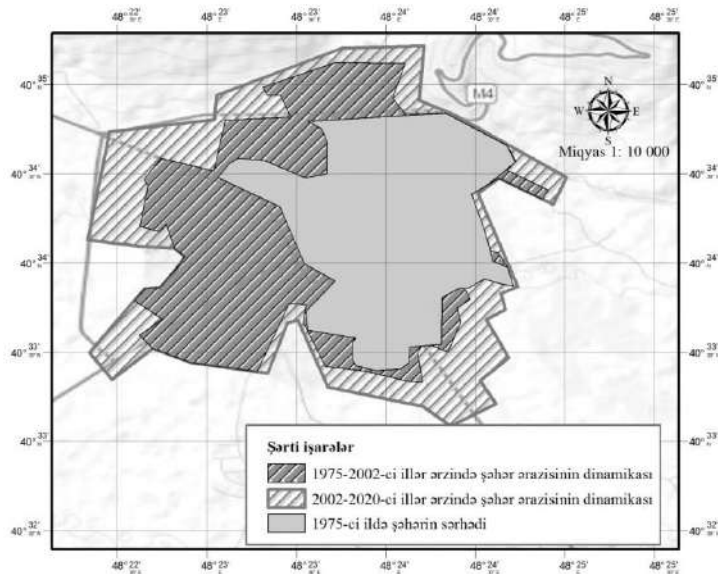 48° 22' 48° 23' 48° 23' 48° 24' 48° 24' 48° 25' 48° 25'
40° 35' 40° 35'
M4
N
W E
S
Miqyas 1: 10 000
40° 34' 40° 34'
40° 34' 40° 34'
40° 33' 40° 33'
40° 33' 40° 33'
Şərti işarələr
1975-2002-ci illər ərzində şəhər ərazisinin dinamikası
2002-2020-ci illər ərzində şəhər ərazisinin dinamikası
1975-ci ildə şəhərin sərhədi
40° 32' 40° 32'
48° 22' 48° 23' 48° 23' 48° 24' 48° 24' 48° 25' 48° 25'